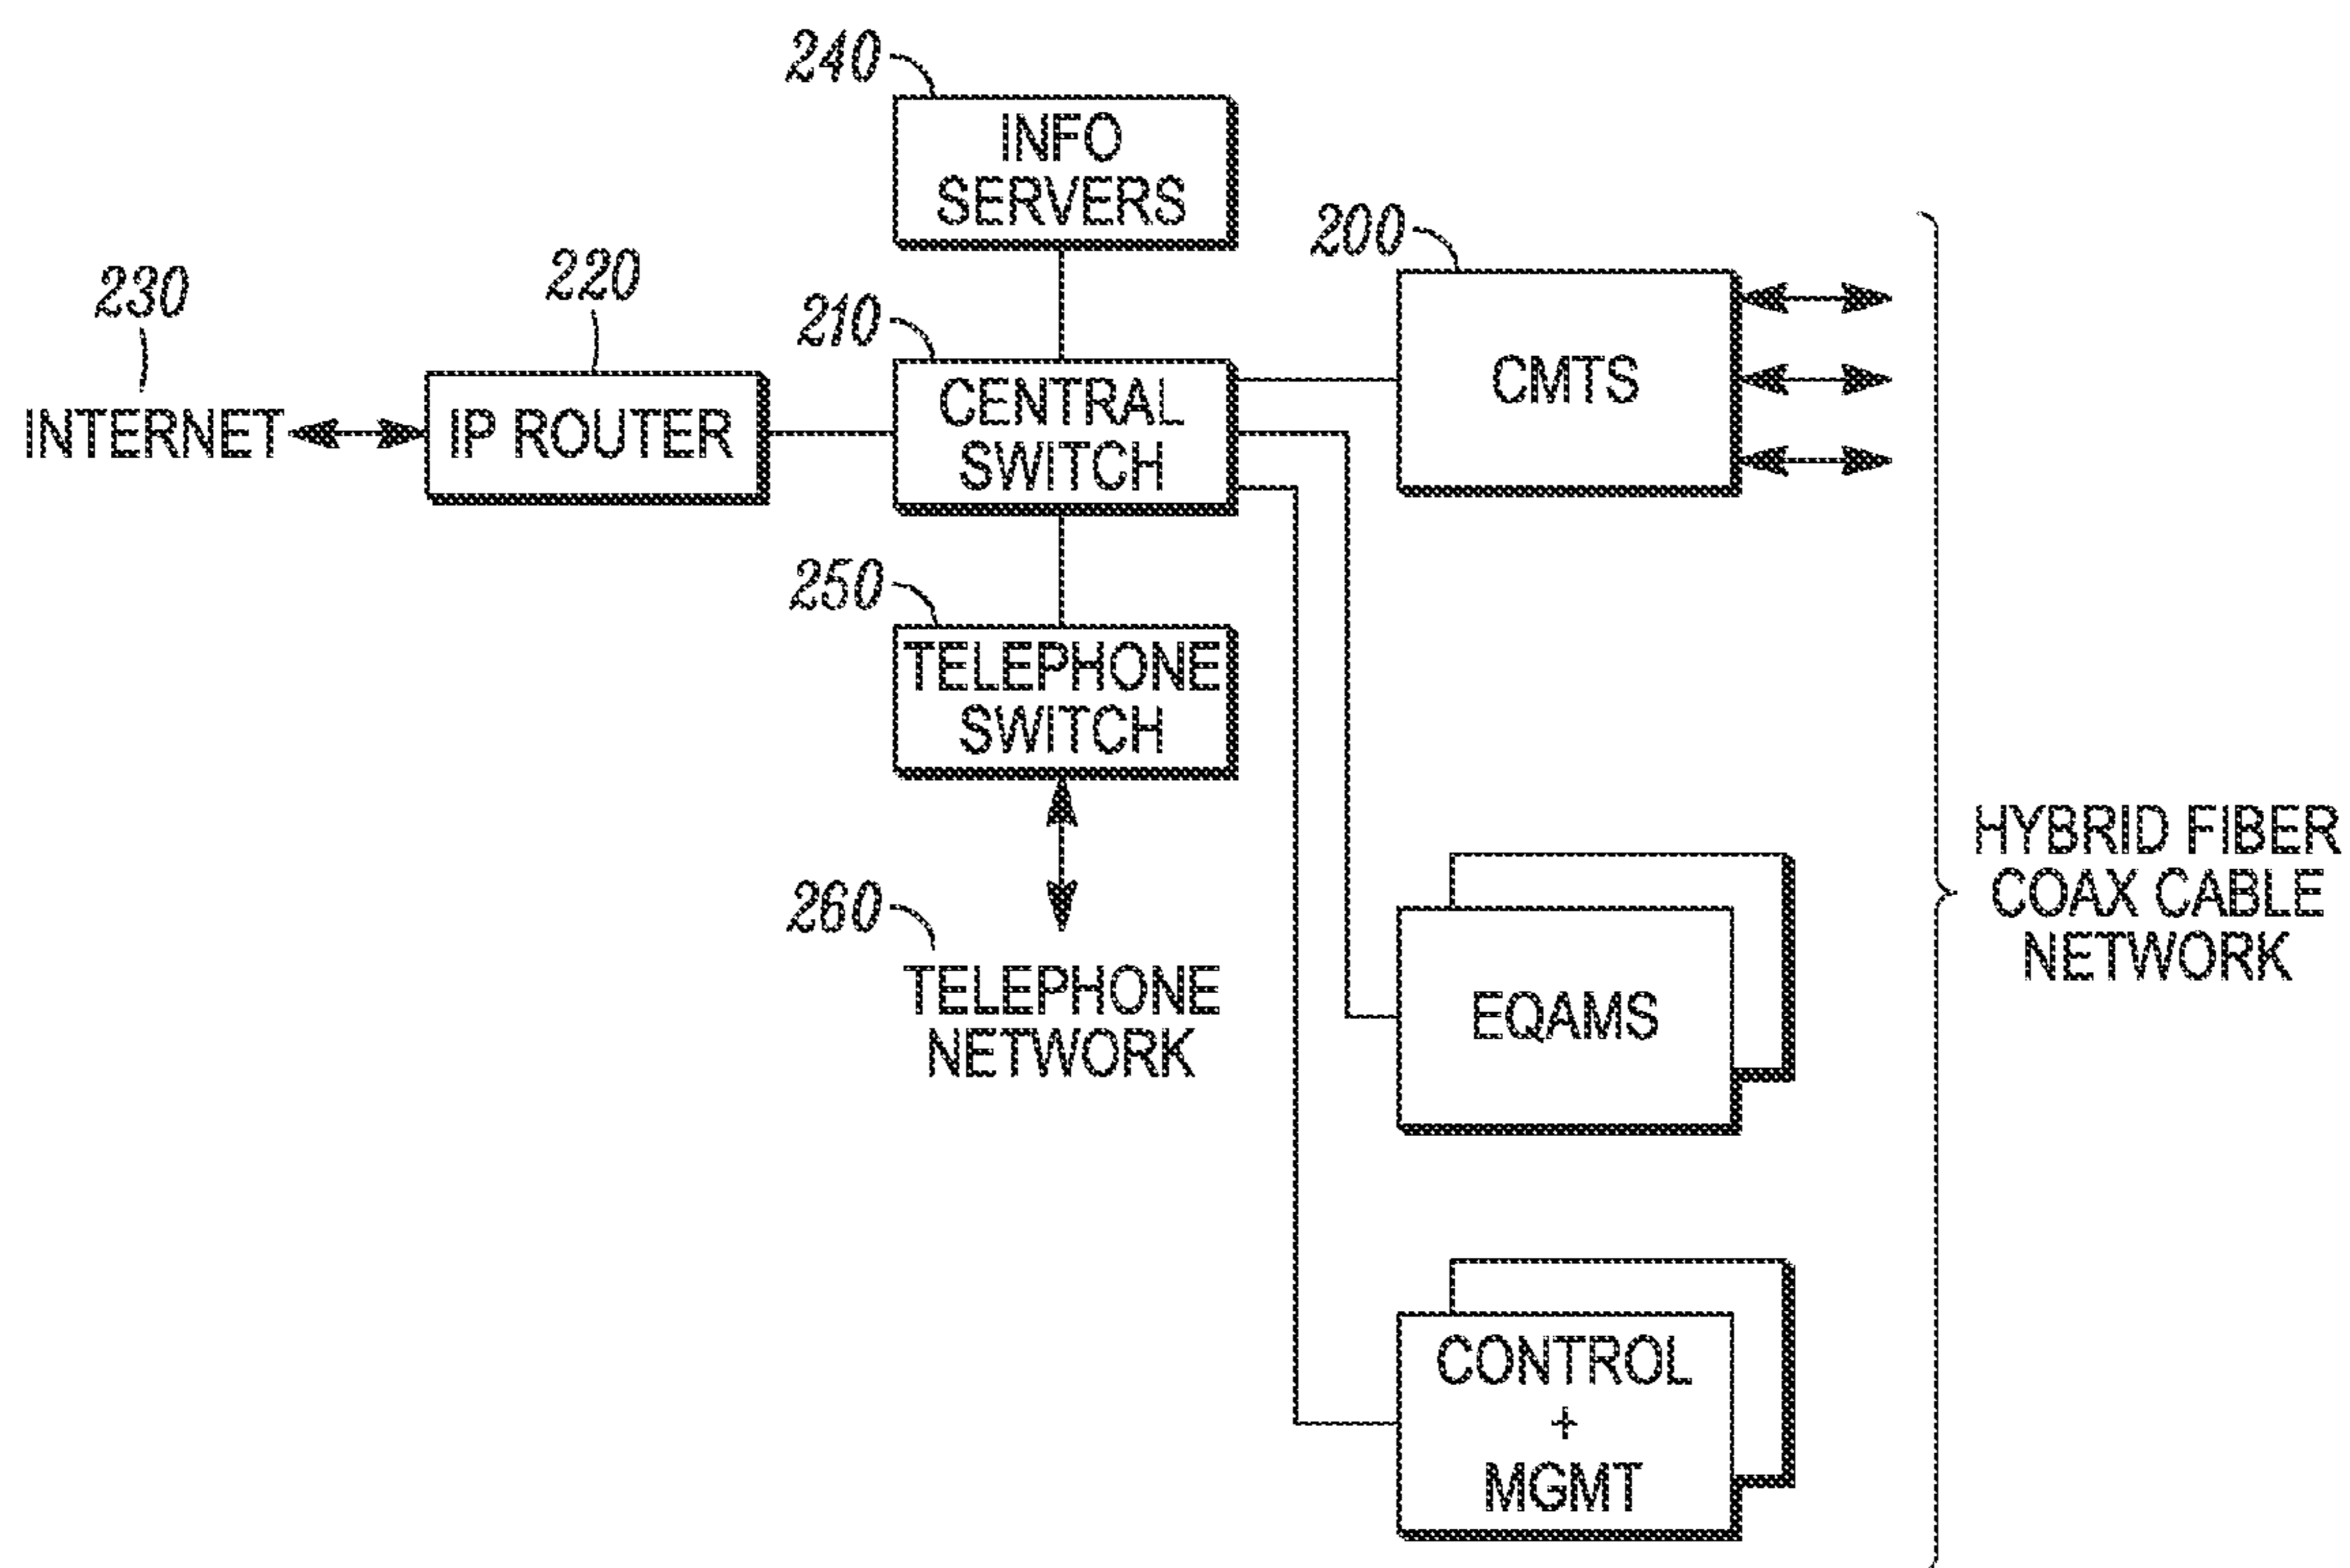 240
INFO
SERVERS
200
230
220
210
INTERNET
IP ROUTER
CENTRAL
SWITCH
CMTS
250
TELEPHONE
SWITCH
260
TELEPHONE
NETWORK
EQAMS
CONTROL
+
MGMT
HYBRID FIBER
COAX CABLE
NETWORK